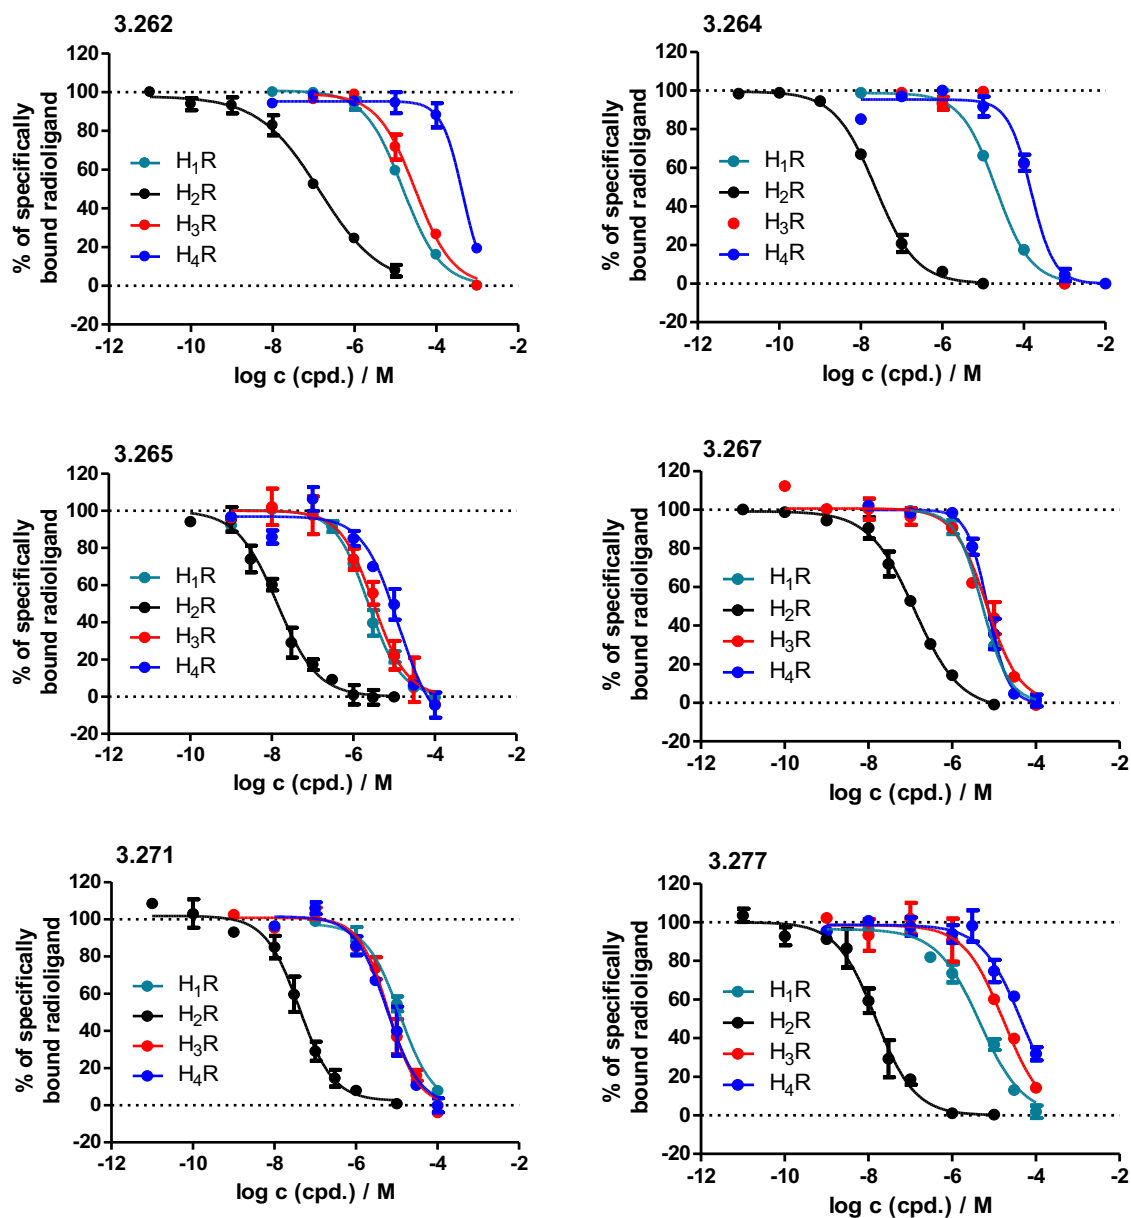 3.262
% of specifically
bound radioligand
120
100
80
60
40
20
0
-20
H₁R
H₂R
H₃R
H₄R
-12 -10 -8 -6 -4 -2
log c (cpd.) / M
3.264
% of specifically
bound radioligand
120
100
80
60
40
20
0
-20
H₁R
H₂R
H₃R
H₄R
-12 -10 -8 -6 -4 -2
log c (cpd.) / M
3.265
% of specifically
bound radioligand
120
100
80
60
40
20
0
-20
H₁R
H₂R
H₃R
H₄R
-12 -10 -8 -6 -4 -2
log c (cpd.) / M
3.267
% of specifically
bound radioligand
120
100
80
60
40
20
0
-20
H₁R
H₂R
H₃R
H₄R
-12 -10 -8 -6 -4 -2
log c (cpd.) / M
3.271
% of specifically
bound radioligand
120
100
80
60
40
20
0
-20
H₁R
H₂R
H₃R
H₄R
-12 -10 -8 -6 -4 -2
log c (cpd.) / M
3.277
% of specifically
bound radioligand
120
100
80
60
40
20
0
-20
H₁R
H₂R
H₃R
H₄R
-12 -10 -8 -6 -4 -2
log c (cpd.) / M